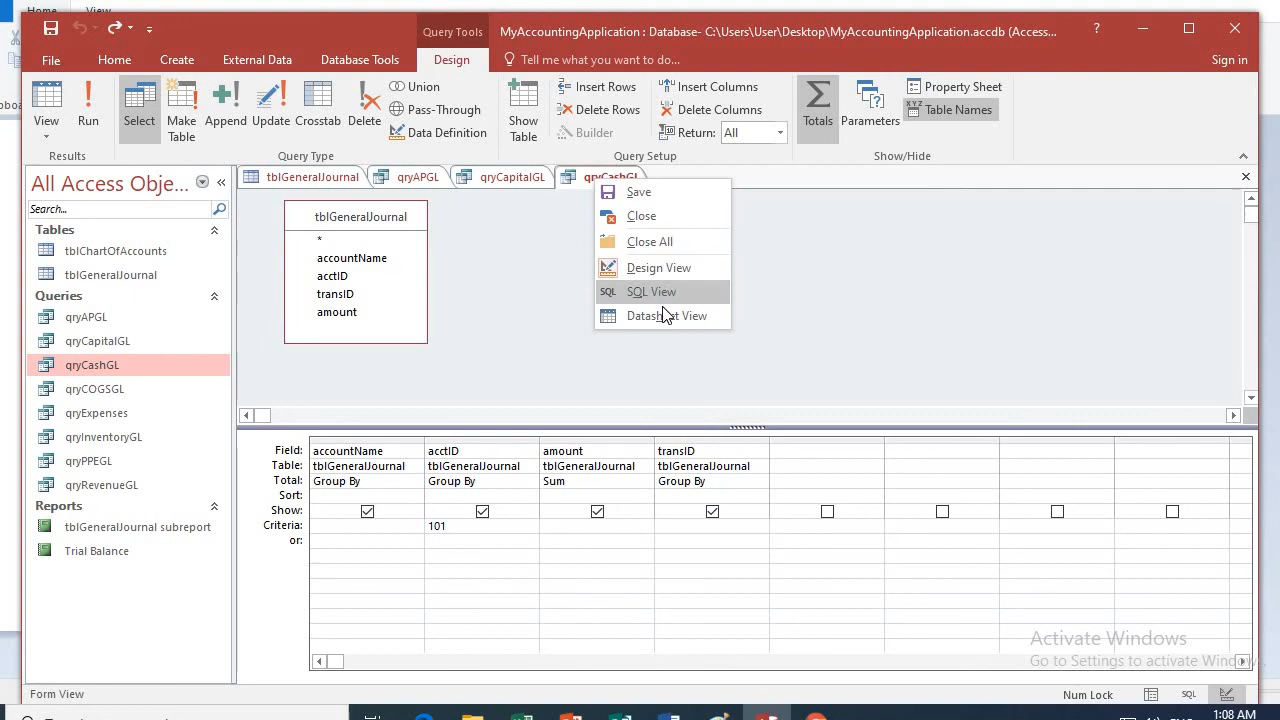 Home View
Query Tools
MyAccountingApplication : Database- C:\Users\User\Desktop\MyAccountingApplication.accdb (Access...
?
File Home Create External Data Database Tools Design Tell me what you want to do... Sign in
View Run Select Make Table Append Update Crosstab Delete
Union
Pass-Through
Data Definition
Show Table
Insert Rows
Delete Rows
Builder
Insert Columns
Delete Columns
Return: All
Totals Parameters
Property Sheet
Table Names
Results Query Type Query Setup Show/Hide
All Access Obje...
Search...
Tables
tblChartOfAccounts
tblGeneralJournal
Queries
qryAPGL
qryCapitalGL
qryCashGL
qryCOGSGL
qryExpenses
qryInventoryGL
qryPPEGL
qryRevenueGL
Reports
tblGeneralJournal subreport
Trial Balance
tblGeneralJournal qryAPGL qryCapitalGL qryCashGL
tblGeneralJournal
*
accountName
acctID
transID
amount
Save
Close
Close All
Design View
SQL SQL View
Datasheet View
Field: accountName acctID amount transID
Table: tblGeneralJournal tblGeneralJournal tblGeneralJournal tblGeneralJournal
Total: Group By Group By Sum Group By
Sort:
Show:
Criteria: 101
or:
Activate Windows
Go to Settings to activate Windows.
Form View Num Lock SQL
1:08 AM